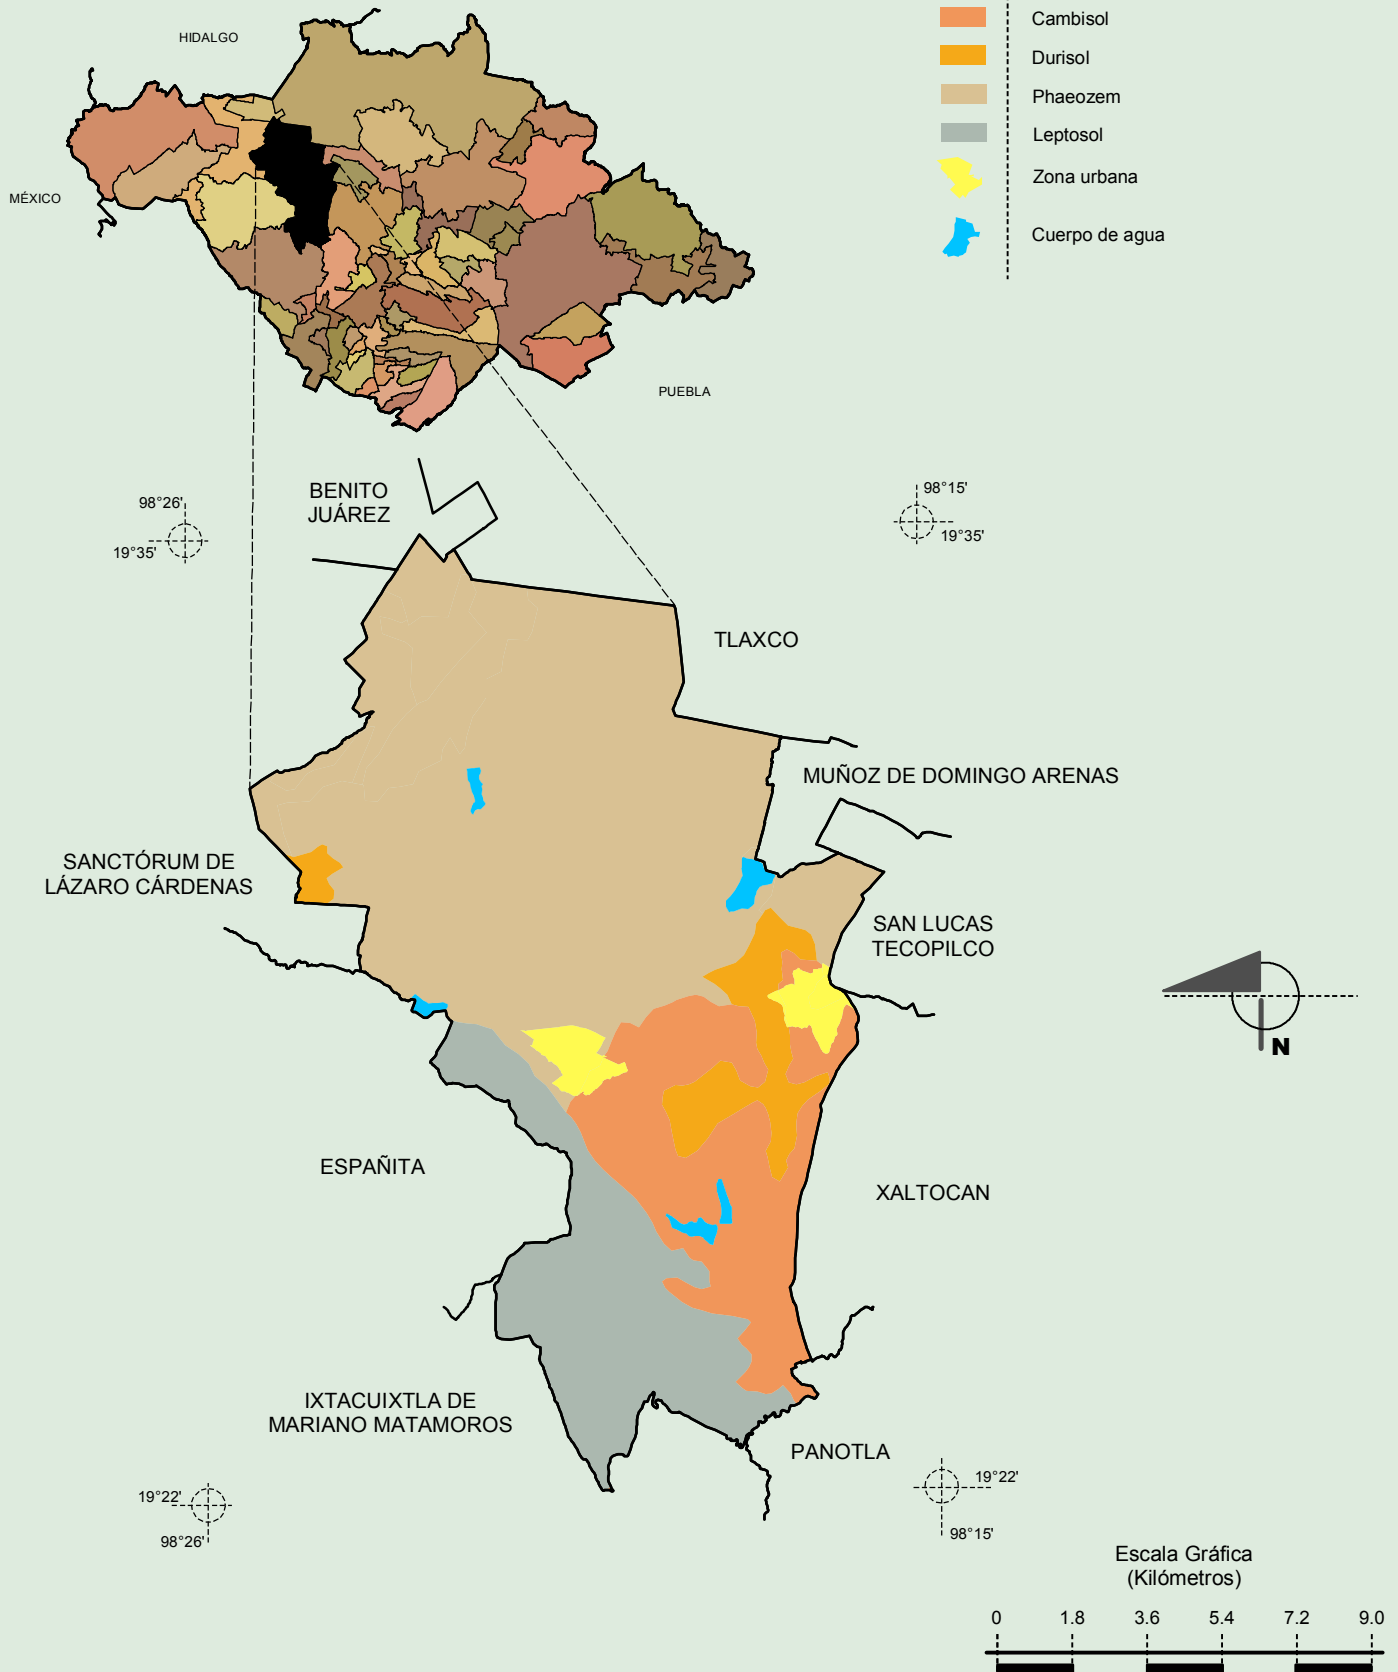 HIDALGO
MÉXICO
PUEBLA
Cambisol
Durisol
Phaeozem
Leptosol
Zona urbana
Cuerpo de agua
98°26'
19°35'
98°15'
19°35'
BENITO
JUÁREZ
TLAXCO
MUÑOZ DE DOMINGO ARENAS
SANCTÓRUM DE
LÁZARO CÁRDENAS
SAN LUCAS
TECOPILCO
N
ESPAÑITA
XALTOCAN
IXTACUIXTLA DE
MARIANO MATAMOROS
PANOTLA
19°22'
98°26'
19°22'
98°15'
Escala Gráfica
(Kilómetros)
0 1.8 3.6 5.4 7.2 9.0